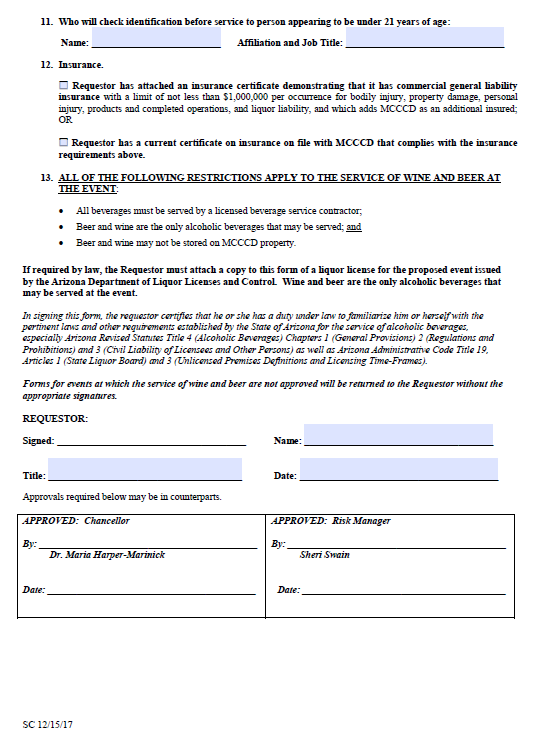 11. Who will check identification before service to person appearing to be under 21 years of age:
Name: Affiliation and Job Title:
12. Insurance.
Requestor has attached an insurance certificate demonstrating that it has commercial general liability
insurance with a limit of not less than $1,000,000 per occurrence for bodily injury, property damage, personal
injury, products and completed operations, and liquor liability, and which adds MCCCD as an additional insured;
OR
Requestor has a current certificate on insurance on file with MCCCD that complies with the insurance
requirements above.
13. ALL OF THE FOLLOWING RESTRICTIONS APPLY TO THE SERVICE OF WINE AND BEER AT
THE EVENT:
• All beverages must be served by a licensed beverage service contractor;
• Beer and wine are the only alcoholic beverages that may be served; and
• Beer and wine may not be stored on MCCCD property.
If required by law, the Requestor must attach a copy to this form of a liquor license for the proposed event issued
by the Arizona Department of Liquor Licenses and Control. Wine and beer are the only alcoholic beverages that
may be served at the event.
In signing this form, the requestor certifies that he or she has a duty under law to familiarize him or herself with the
pertinent laws and other requirements established by the State of Arizona for the service of alcoholic beverages,
especially Arizona Revised Statutes Title 4 (Alcoholic Beverages) Chapters 1 (General Provisions) 2 (Regulations and
Prohibitions) and 3 (Civil Liability of Licensees and Other Persons) as well as Arizona Administrative Code Title 19,
Articles 1 (State Liquor Board) and 3 (Unlicensed Premises Definitions and Licensing Time-Frames).
Forms for events at which the service of wine and beer are not approved will be returned to the Requestor without the
appropriate signatures.
REQUESTOR:
Signed: Name:
Title: Date:
Approvals required below may be in counterparts.
APPROVED: Chancellor APPROVED: Risk Manager
By: By:
Dr. Maria Harper-Marinick Sheri Swain
Date: Date:
SC 12/15/17